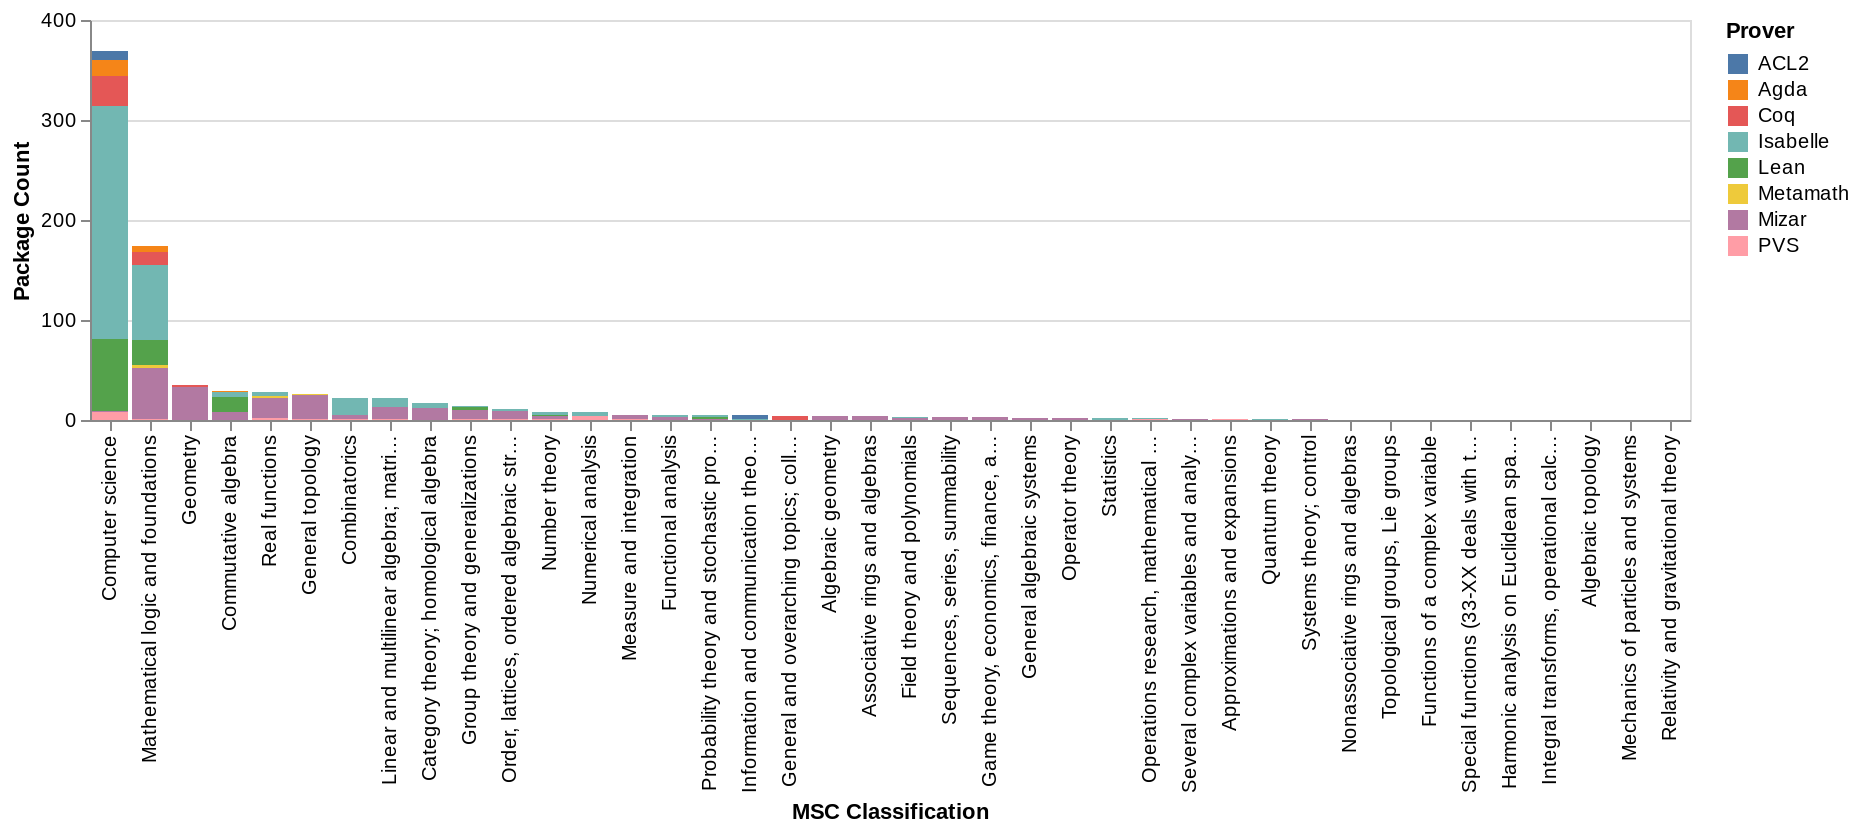 400
300
200
100
0
Package Count
Computer science
Mathematical logic and foundations
Geometry
Commutative algebra
Real functions
General topology
Combinatorics
Linear and multilinear algebra; matri…
Category theory; homological algebra
Group theory and generalizations
Order, lattices, ordered algebraic str…
Number theory
Numerical analysis
Measure and integration
Functional analysis
Probability theory and stochastic pro…
Information and communication theo…
General and overarching topics; coll…
Algebraic geometry
Associative rings and algebras
Field theory and polynomials
Sequences, series, summability
Game theory, economics, finance, a…
General algebraic systems
Operator theory
Statistics
Operations research, mathematical …
Several complex variables and analy…
Approximations and expansions
Quantum theory
Systems theory; control
Nonassociative rings and algebras
Topological groups, Lie groups
Functions of a complex variable
Special functions (33-XX deals with t…
Harmonic analysis on Euclidean spa…
Integral transforms, operational calc…
Algebraic topology
Mechanics of particles and systems
Relativity and gravitational theory
MSC Classification
Prover
ACL2
Agda
Coq
Isabelle
Lean
Metamath
Mizar
PVS